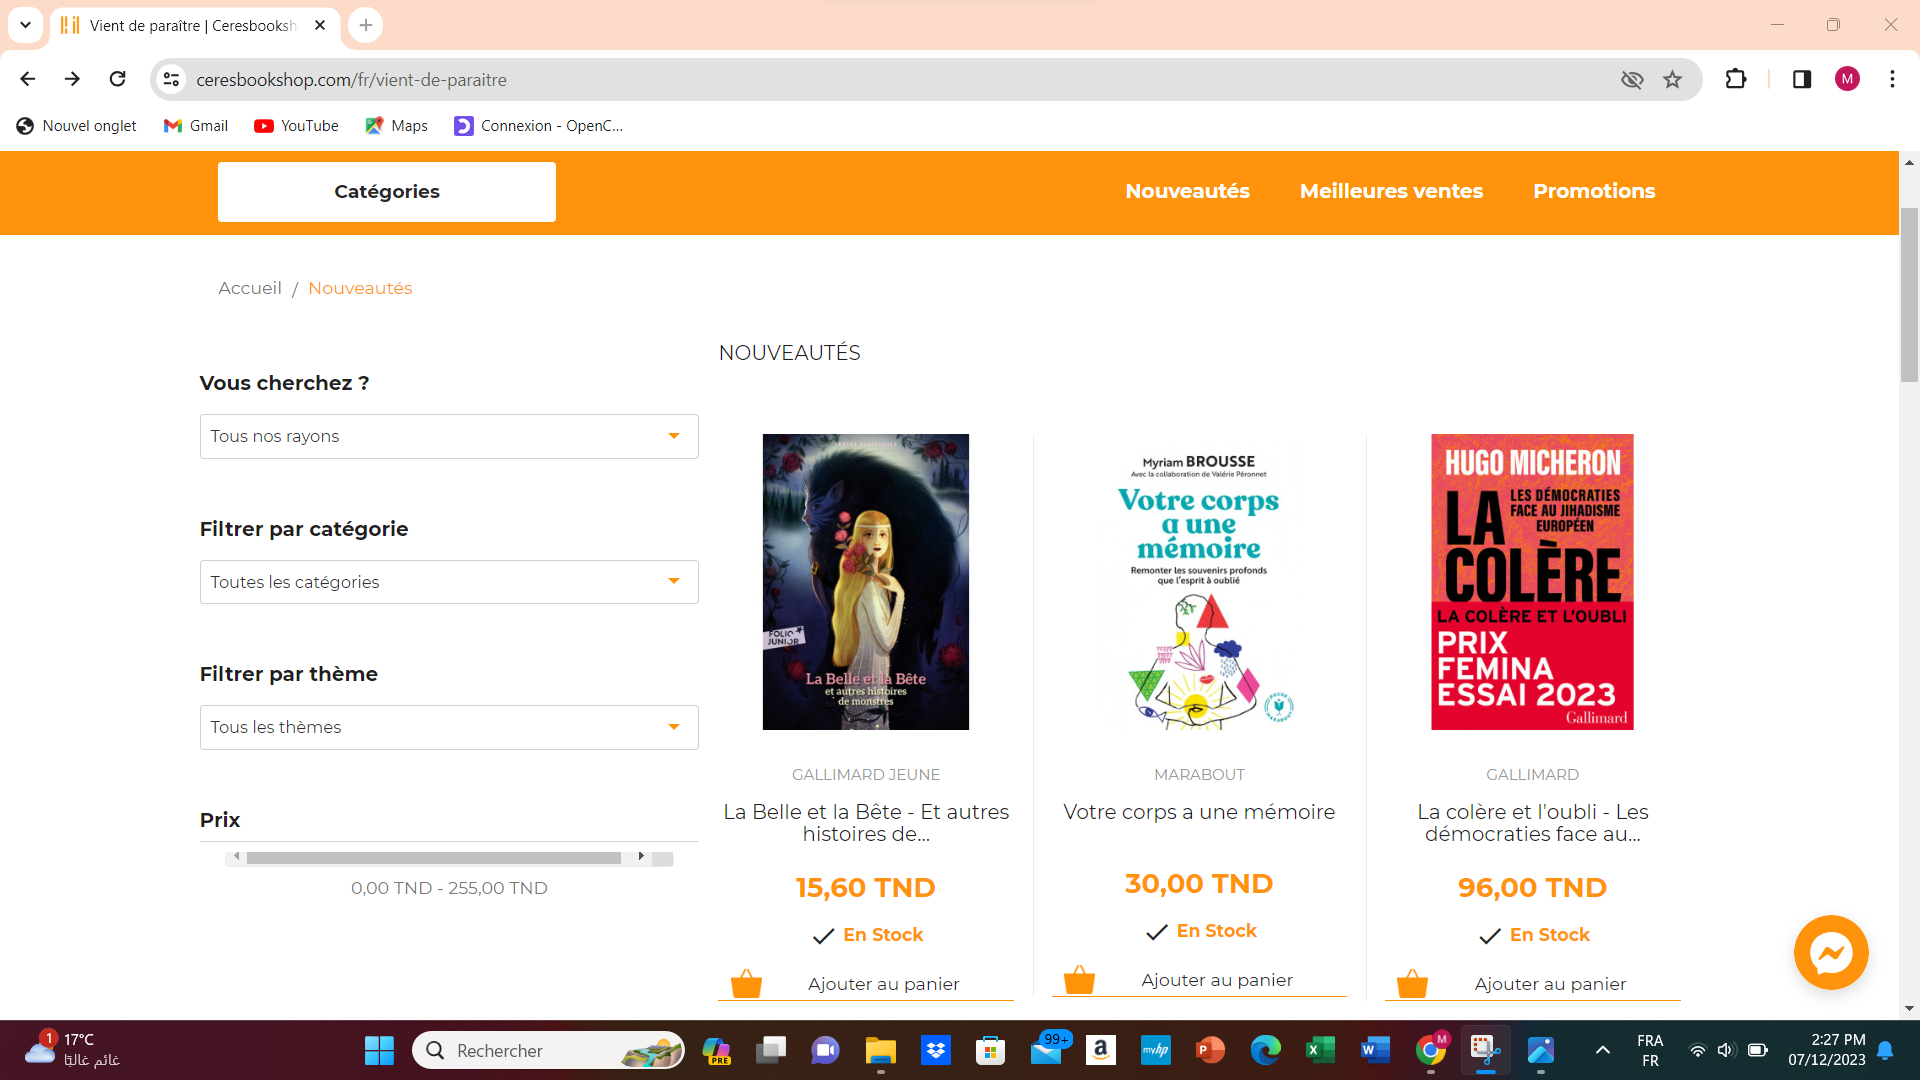 Vient de paraître | Ceresbooksh
ceresbookshop.com/fr/vient-de-paraitre
M
Nouvel onglet
Gmail
YouTube
Maps
Connexion - OpenC...
Catégories
Nouveautés
Meilleures ventes
Promotions
Accueil / Nouveautés
NOUVEAUTÉS
Vous cherchez ?
Tous nos rayons
Filtrer par catégorie
Toutes les catégories
Filtrer par thème
Tous les thèmes
Prix
0,00 TND - 255,00 TND
FOLIO
JUNIOR
La Belle et la Bête
et autres histoires
de monstres
GALLIMARD JEUNE
La Belle et la Bête - Et autres
histoires de...
15,60 TND
En Stock
Ajouter au panier
Myriam BROUSSE
Avec la collaboration de Valérie Péronnet
Votre corps
a une
mémoire
Remonter les souvenirs profonds
que l'esprit à oublié
MARABOUT
Votre corps a une mémoire
30,00 TND
En Stock
Ajouter au panier
HUGO MICHERON
LA
LES DÉMOCRATIES
FACE AU JIHADISME
EUROPÉEN
COLÈRE
LA COLÈRE ET L'OUBLI
PRIX
FEMINA
ESSAI 2023
Gallimard
GALLIMARD
La colère et l'oubli - Les
démocraties face au...
96,00 TND
En Stock
Ajouter au panier
1
17°C
غائم غالبًا
Rechercher
PRE
99+
a
myhp
P
X
W
M
FRA
FR
2:27 PM
07/12/2023